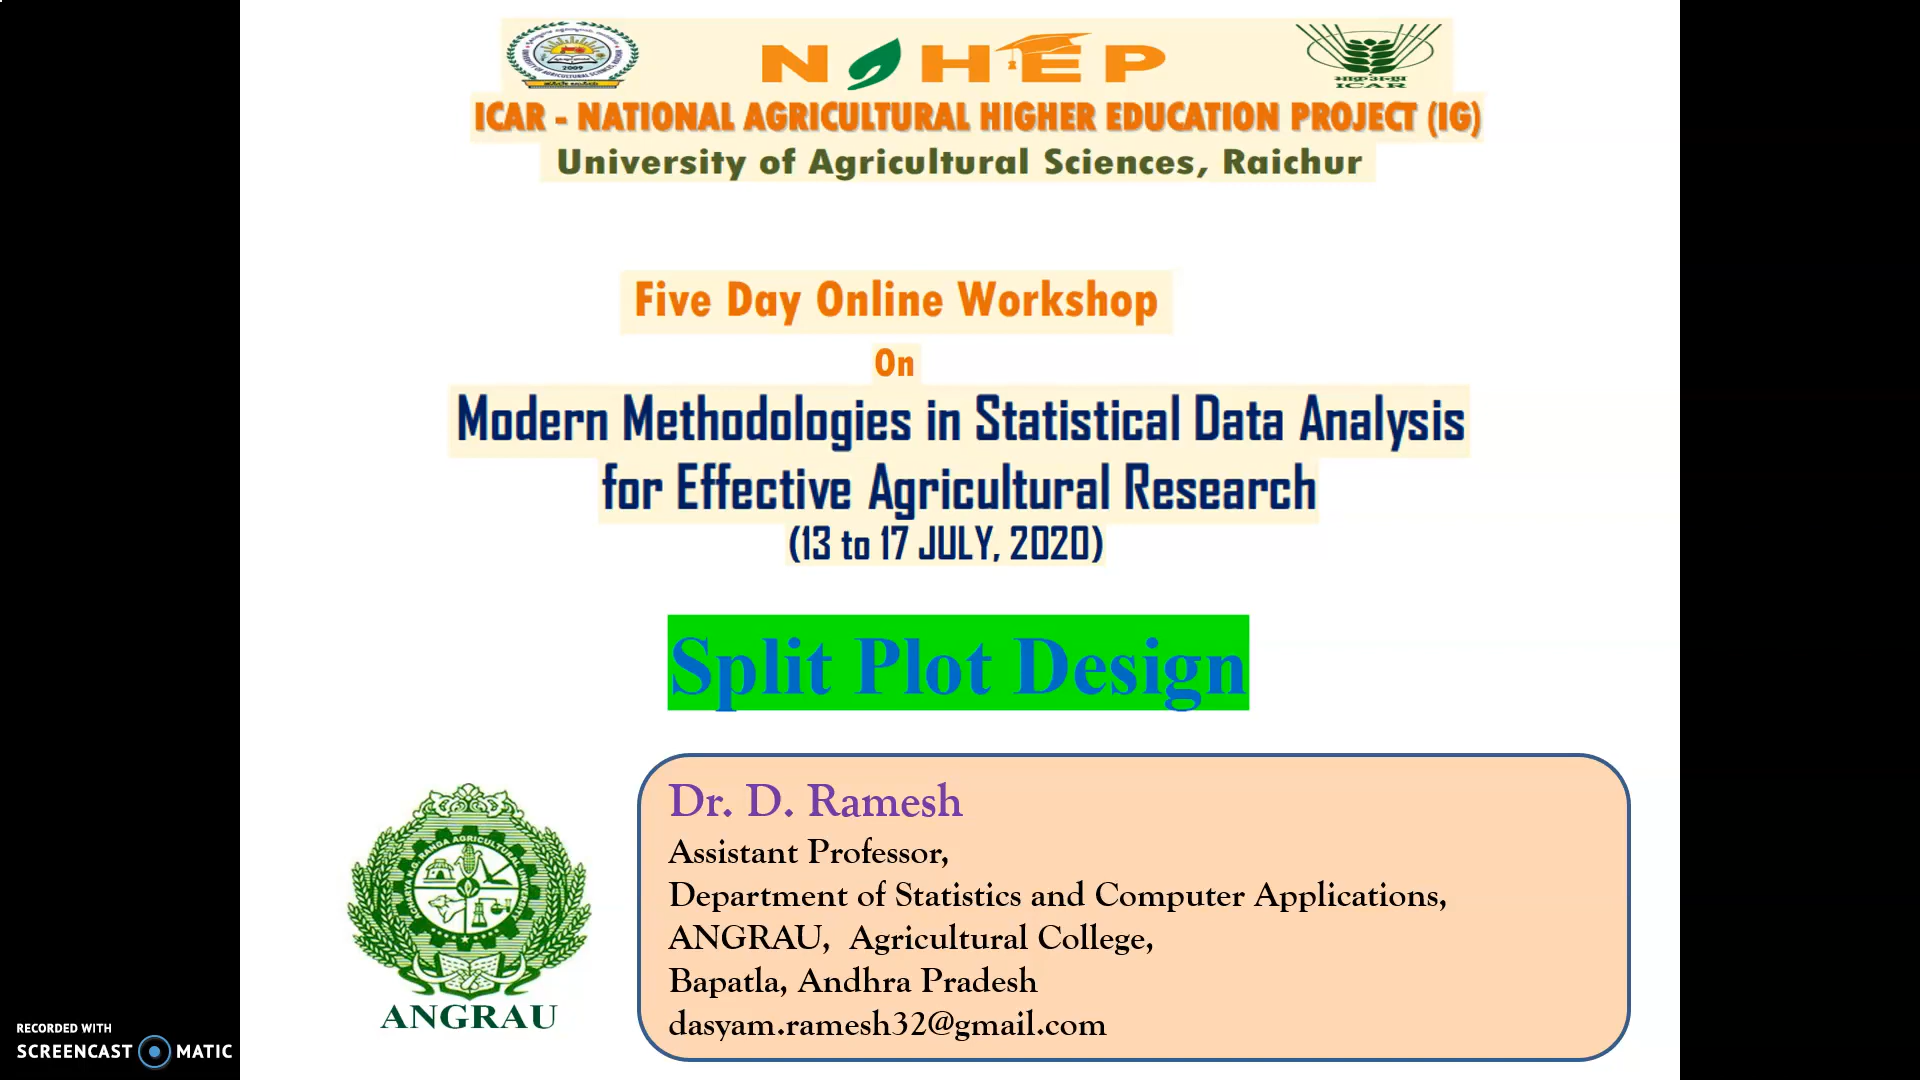 2009
N HEP
भाकृअनुप
ICAR
ICAR - NATIONAL AGRICULTURAL HIGHER EDUCATION PROJECT (IG)
University of Agricultural Sciences, Raichur
Five Day Online Workshop
On
Modern Methodologies in Statistical Data Analysis
for Effective Agricultural Research
(13 to 17 JULY, 2020)
Split Plot Design
Dr. D. Ramesh
Assistant Professor,
Department of Statistics and Computer Applications,
ANGRAU, Agricultural College,
Bapatla, Andhra Pradesh
dasyam.ramesh32@gmail.com
ANGRAU
RECORDED WITH
SCREENCAST MATIC